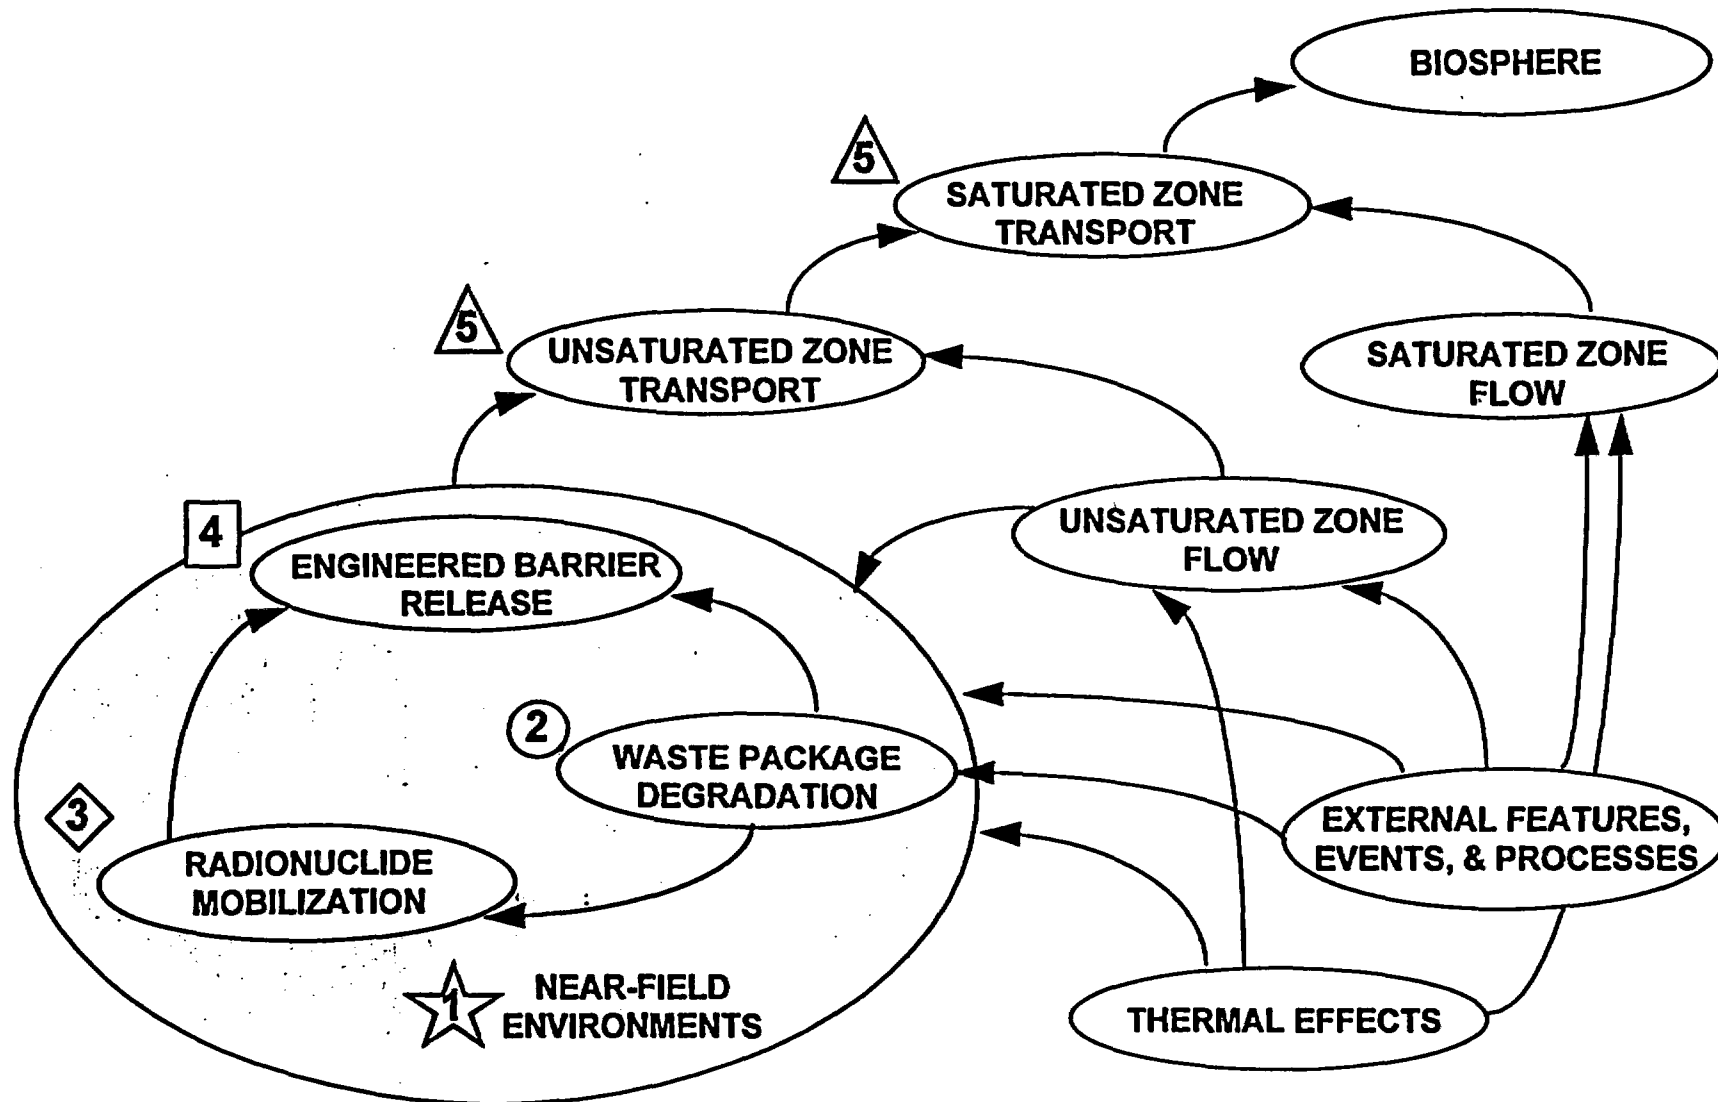 BIOSPHERE
5
SATURATED ZONE
TRANSPORT
5
UNSATURATED ZONE
TRANSPORT
SATURATED ZONE
FLOW
4
ENGINEERED BARRIER
RELEASE
UNSATURATED ZONE
FLOW
2
WASTE PACKAGE
DEGRADATION
3
RADIONUCLIDE
MOBILIZATION
EXTERNAL FEATURES,
EVENTS, & PROCESSES
1
NEAR-FIELD
ENVIRONMENTS
THERMAL EFFECTS